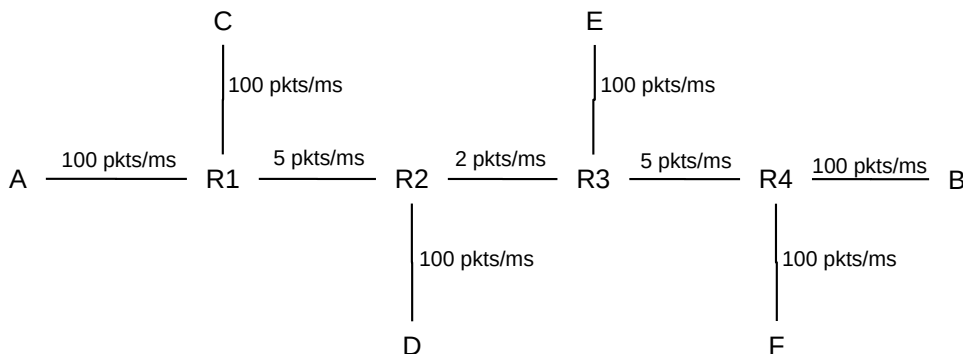 C
E
100 pkts/ms
100 pkts/ms
100 pkts/ms
5 pkts/ms
2 pkts/ms
5 pkts/ms
100 pkts/ms
A
R1
R2
R3
R4
B
100 pkts/ms
100 pkts/ms
D
F